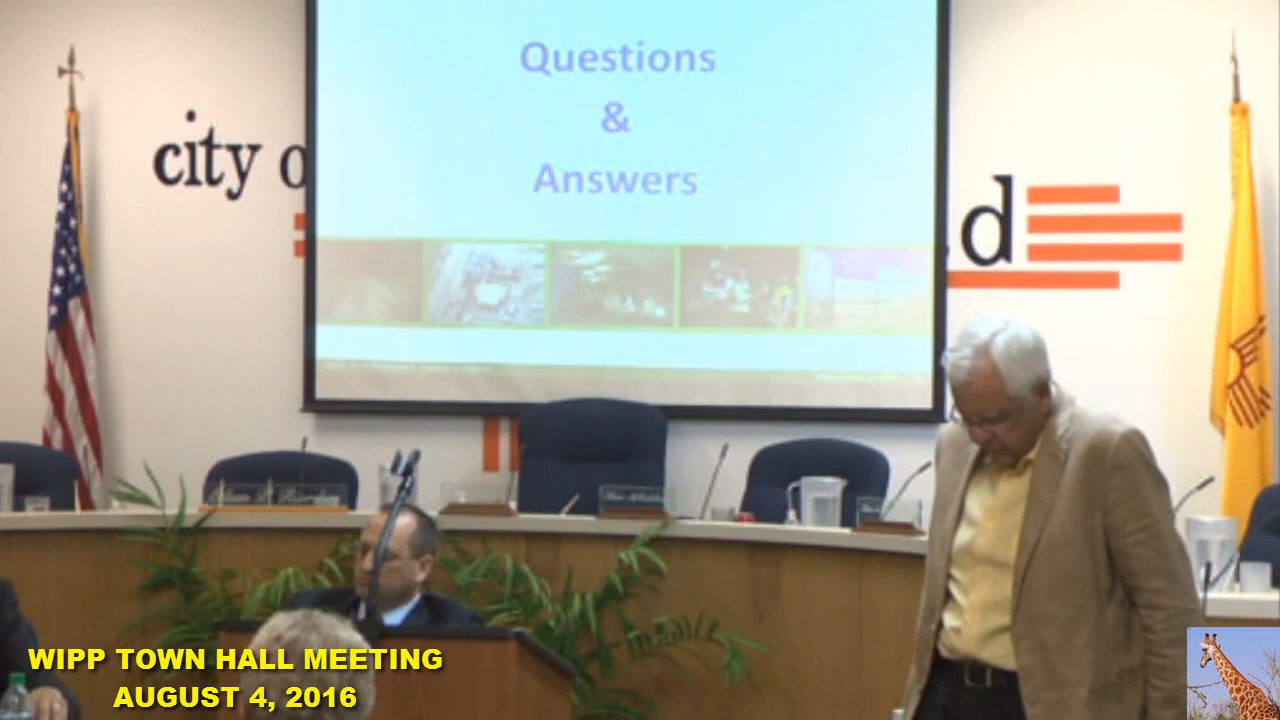 Questions
&
Answers
city o
d
WIPP TOWN HALL MEETING
AUGUST 4, 2016